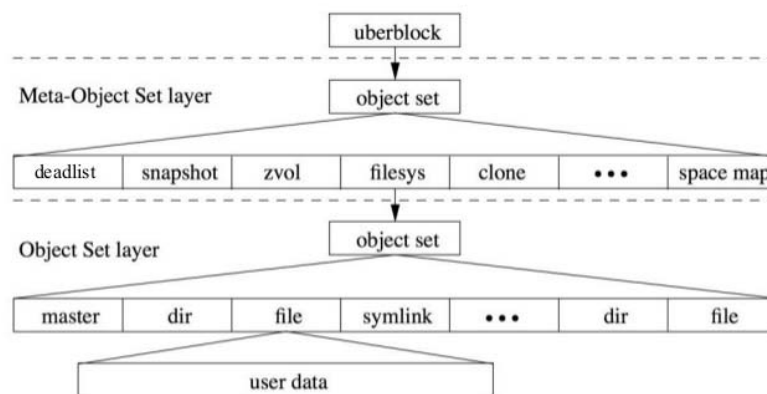 uberblock
Meta-Object Set layer
object set
deadlist snapshot zvol filesys clone ••• space map
object set
Object Set layer
master dir file symlink ••• dir file
user data